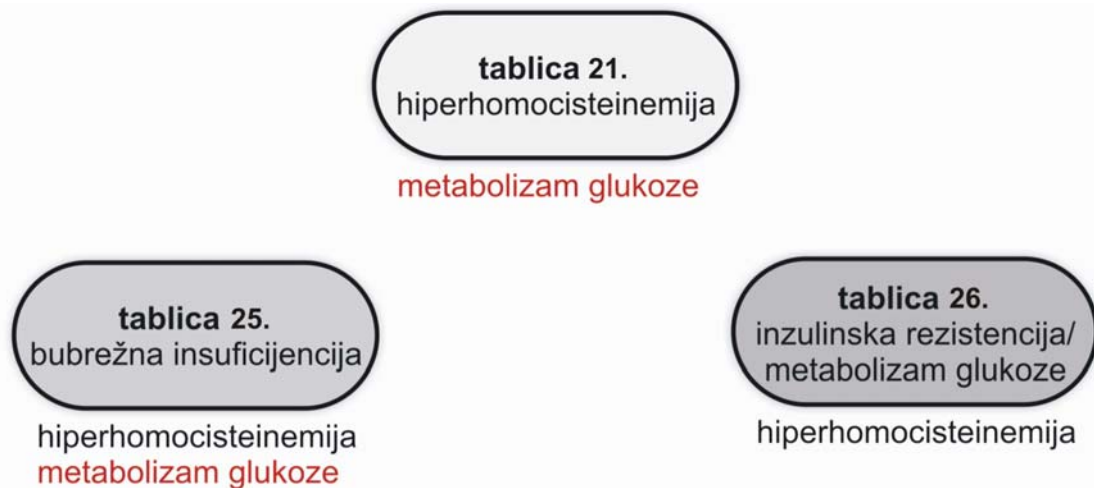 tablica 21.
hiperhomocisteinemija
metabolizam glukoze
tablica 25.
bubrežna insuficijencija
hiperhomocisteinemija
metabolizam glukoze
tablica 26.
inzulinska rezistencija/
metabolizam glukoze
hiperhomocisteinemija